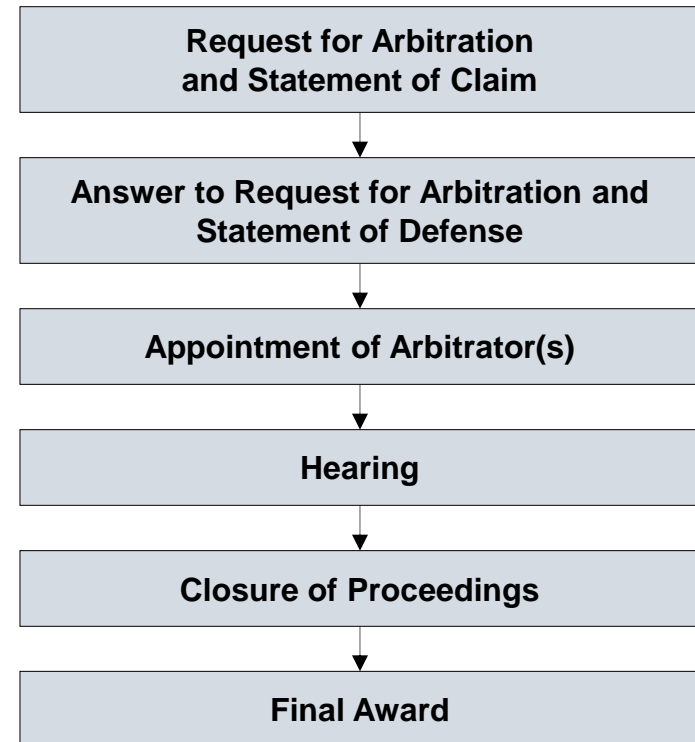 Request for Arbitration
and Statement of Claim
Answer to Request for Arbitration and
Statement of Defense
Appointment of Arbitrator(s)
Hearing
Closure of Proceedings
Final Award